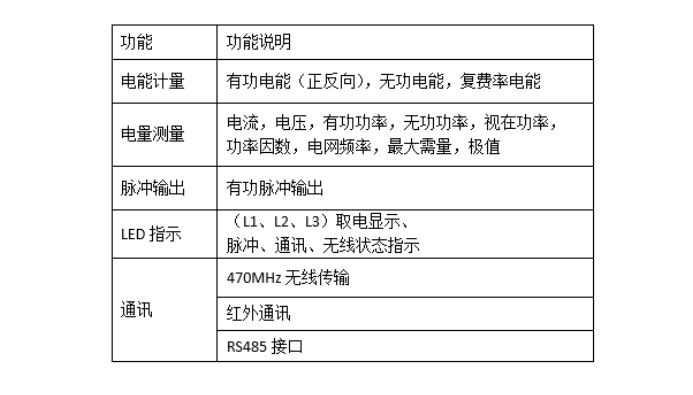 功能 功能说明
电能计量 有功电能（正反向），无功电能，复费率电能
电量测量 电流，电压，有功功率，无功功率，视在功率，
功率因数，电网频率，最大需量，极值
脉冲输出 有功脉冲输出
LED 指示 （L1、L2、L3）取电显示、
脉冲、通讯、无线状态指示
通讯 470MHz 无线传输
红外通讯
RS485 接口